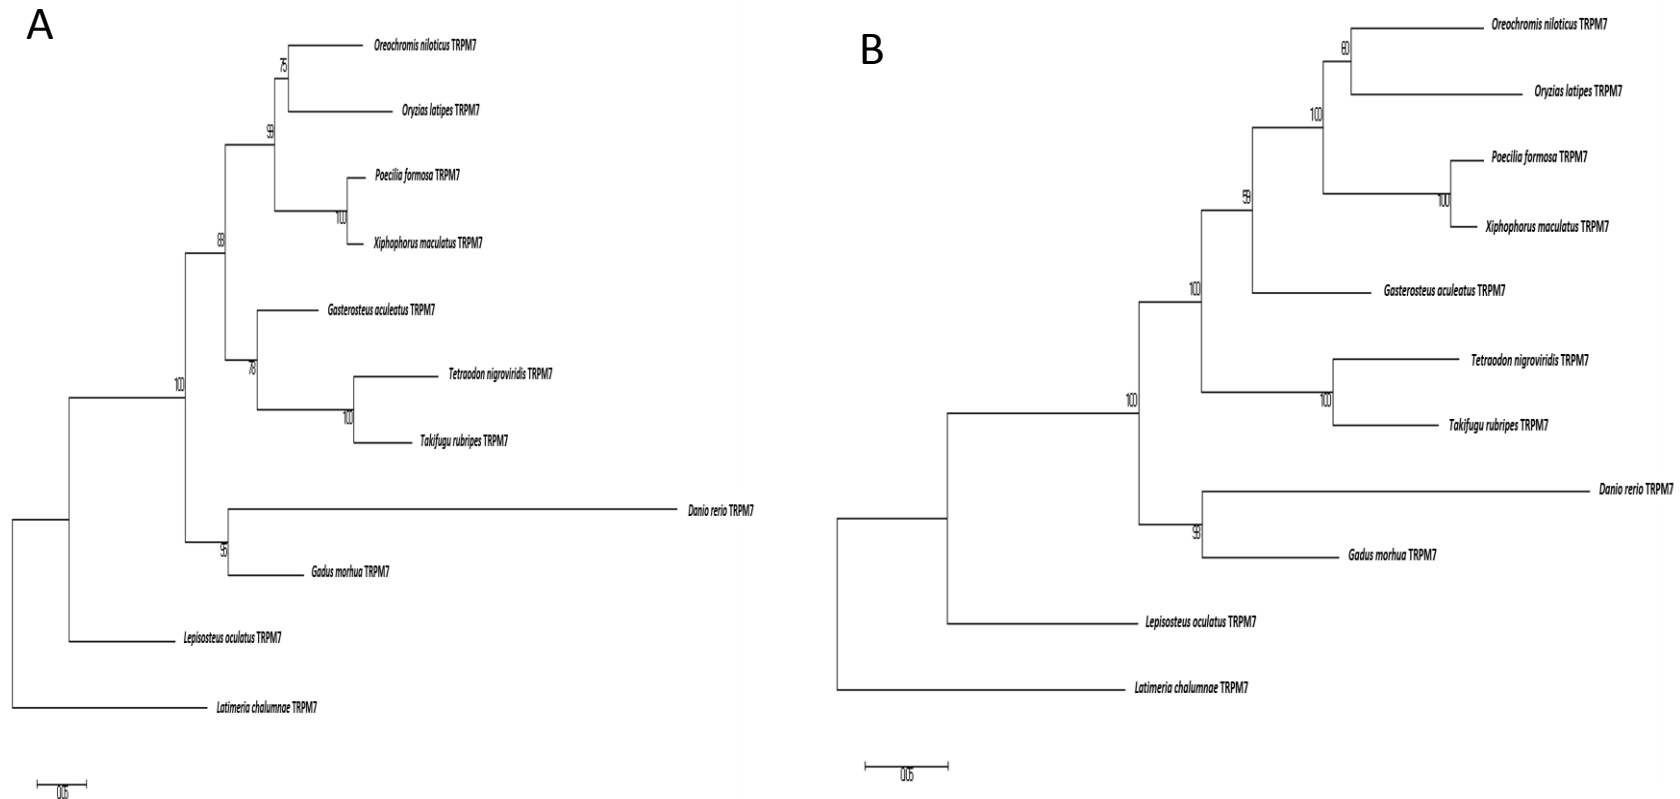 A
Oreochromis niloticus TRPM7
75
Oryzias latipes TRPM7
99
Poecilia formosa TRPM7
100
Xiphophorus maculatus TRPM7
Gasterosteus aculeatus TRPM7
78
Tetraodon nigroviridis TRPM7
100
100
Takifugu rubripes TRPM7
Danio rerio TRPM7
95
Gadus morhua TRPM7
Lepisosteus oculatus TRPM7
Latimeria chalumnae TRPM7
0.05
B
Oreochromis niloticus TRPM7
60
Oryzias latipes TRPM7
100
Poecilia formosa TRPM7
100
Xiphophorus maculatus TRPM7
59
Gasterosteus aculeatus TRPM7
100
Tetraodon nigroviridis TRPM7
100
Takifugu rubripes TRPM7
100
Danio rerio TRPM7
Gadus morhua TRPM7
Lepisosteus oculatus TRPM7
Latimeria chalumnae TRPM7
0.05